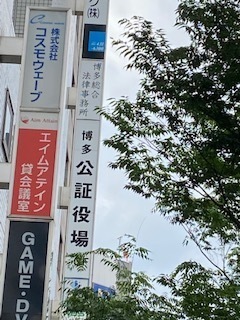 株式会社
コスモウェーブ
Aim Attain
エイムアテイン
貸会議室
GAME・DV
(株)
博多総合
法律事務所
博多
公証役場